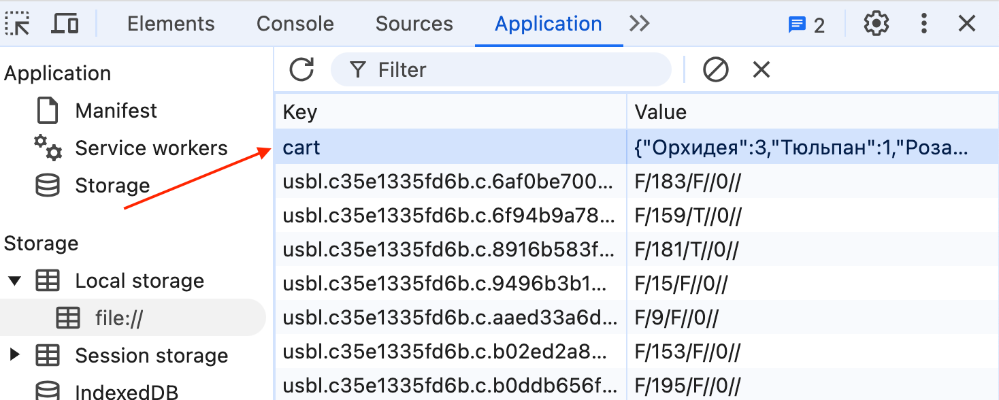 Elements Console Sources Application 2
Application
Manifest
Service workers
Storage
Storage
Local storage
file://
Session storage
IndexedDB
Filter
Key Value
cart {"Орхидея":3,"Тюльпан":1,"Роза...
usbl.c35e1335fd6b.c.6af0be700... F/183/F//0//
usbl.c35e1335fd6b.c.6f94b9a78... F/159/T//0//
usbl.c35e1335fd6b.c.8916b583f... F/181/T//0//
usbl.c35e1335fd6b.c.9496b3b1... F/15/F//0//
usbl.c35e1335fd6b.c.aaed33a6d... F/9/F//0//
usbl.c35e1335fd6b.c.b02ed2a8... F/153/F//0//
usbl.c35e1335fd6b.c.b0ddb656f... F/195/F//0//